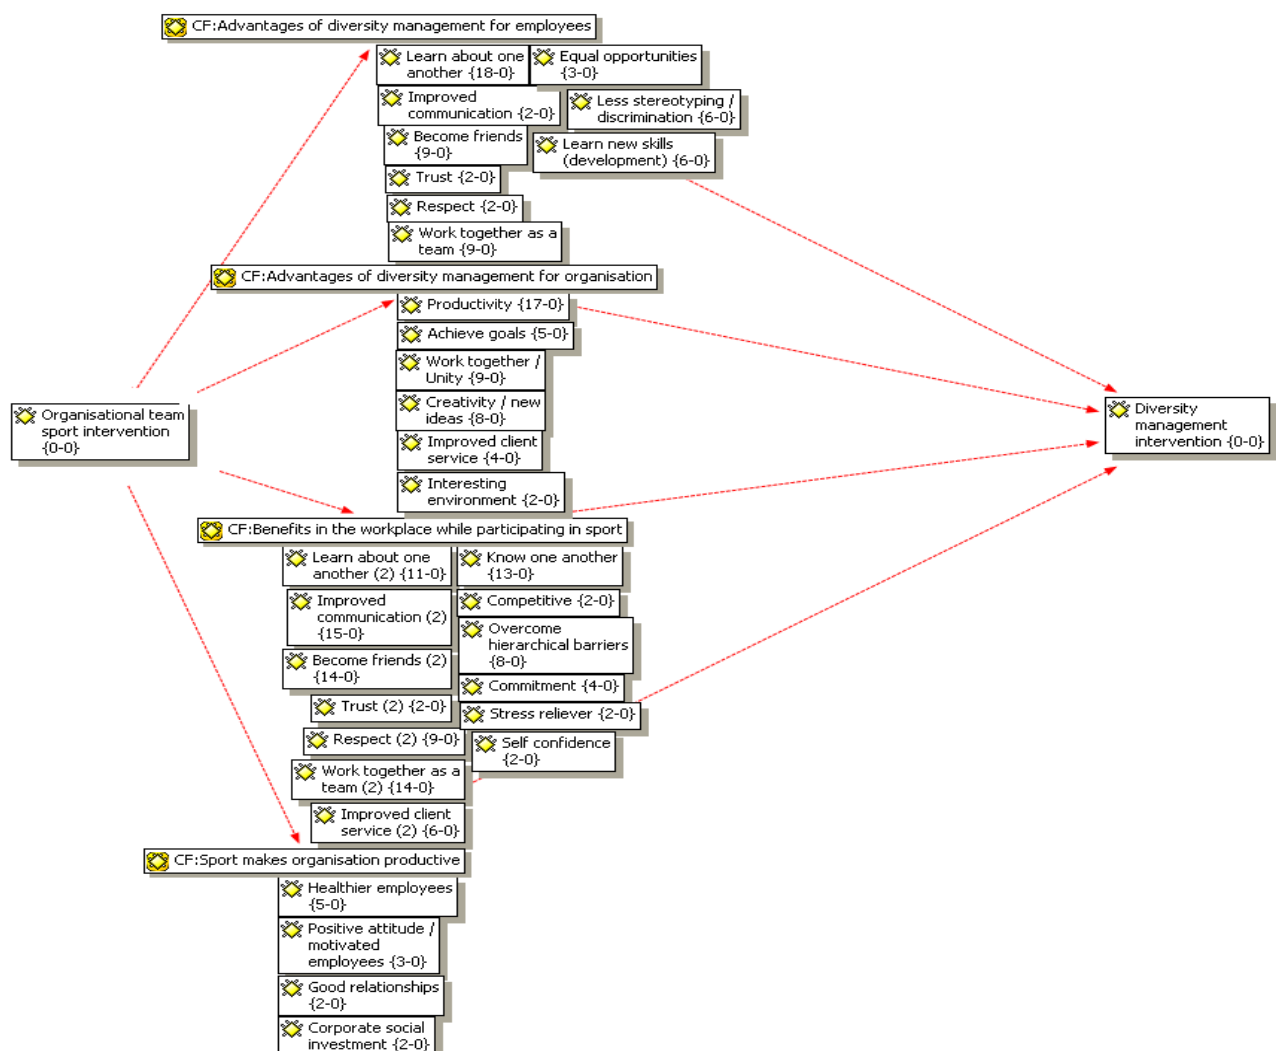 CF:Advantages of diversity management for employees
Learn about one
another {18-0}
Equal opportunities
{3-0}
Improved
communication {2-0}
Less stereotyping /
discrimination {6-0}
Become friends
{9-0}
Learn new skills
(development) {6-0}
Trust {2-0}
Respect {2-0}
Work together as a
team {9-0}
CF:Advantages of diversity management for organisation
Productivity {17-0}
Achieve goals {5-0}
Work together /
Unity {9-0}
Creativity / new
ideas {8-0}
Improved client
service {4-0}
Interesting
environment {2-0}
Organisational team
sport intervention
{0-0}
Diversity
management
intervention {0-0}
CF:Benefits in the workplace while participating in sport
Learn about one
another (2) {11-0}
Know one another
{13-0}
Improved
communication (2)
{15-0}
Competitive {2-0}
Overcome
hierarchical barriers
{8-0}
Become friends (2)
{14-0}
Commitment {4-0}
Trust (2) {2-0}
Stress reliever {2-0}
Respect (2) {9-0}
Self confidence
{2-0}
Work together as a
team (2) {14-0}
Improved client
service (2) {6-0}
CF:Sport makes organisation productive
Healthier employees
{5-0}
Positive attitude /
motivated
employees {3-0}
Good relationships
{2-0}
Corporate social
investment {2-0}